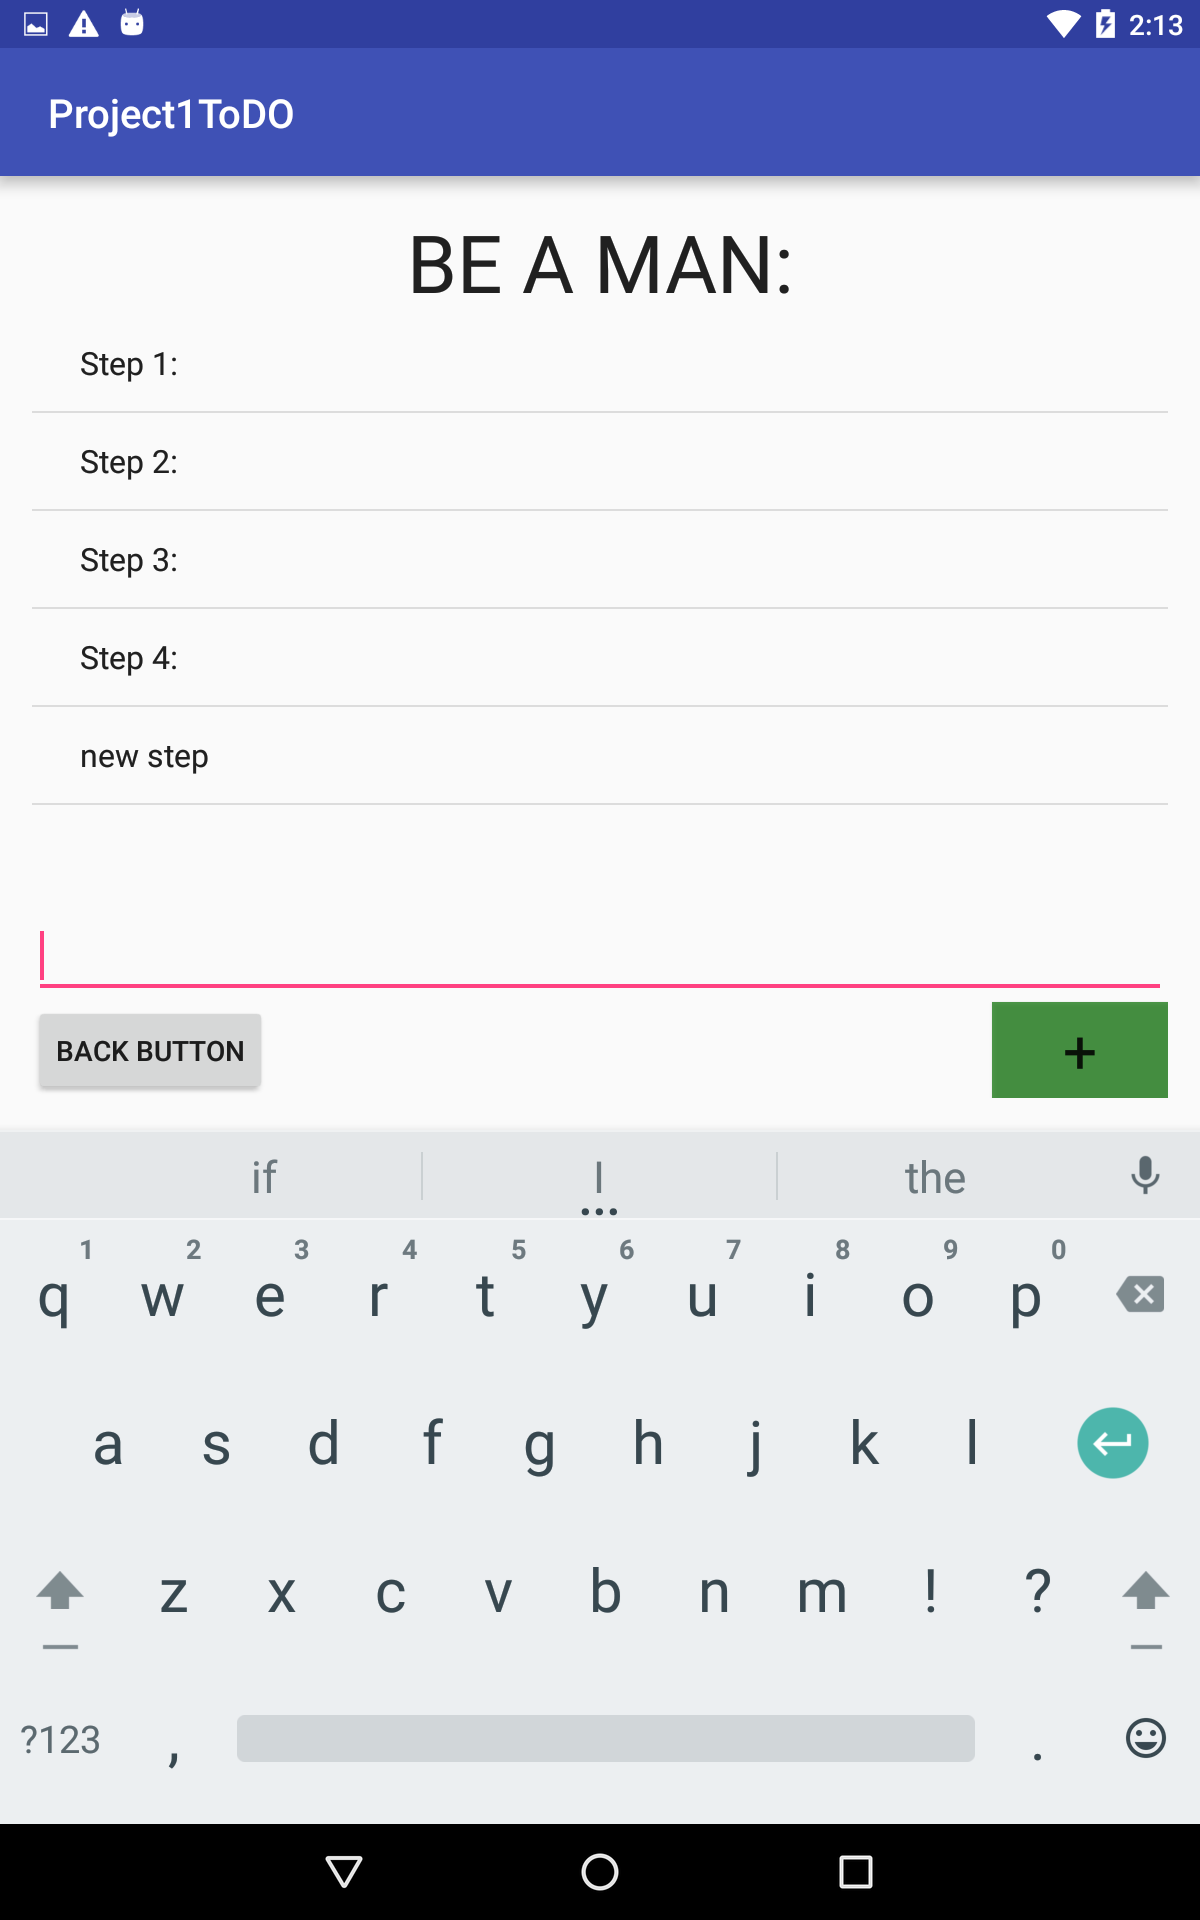 2:13
Project1ToDO
BE A MAN:
Step 1:
Step 2:
Step 3:
Step 4:
new step
BACK BUTTON +
if I the
1 2 3 4 5 6 7 8 9 0
q w e r t y u i o p
a s d f g h j k l
z x c v b n m ! ?
?123 , .